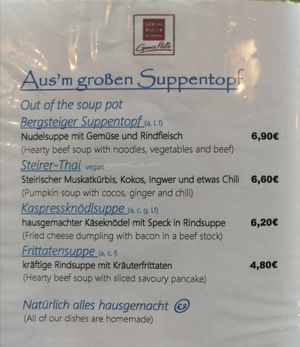 Aus'm großen Suppentopf
Out of the soup pot
Bergsteiger Suppentopf (a, l, f)
Nudelsuppe mit Gemüse und Rindfleisch 6,90€
(Hearty beef soup with noodles, vegetables and beef)
Steirer-Thai vegan
Steirischer Muskatkürbis, Kokos, Ingwer und etwas Chili 6,60€
(Pumpkin soup with cocos, ginger and chili)
Kaspressknödlsuppe (a, c, g, l,f)
hausgemachter Käseknödel mit Speck in Rindsuppe 6,20€
(Fried cheese dumpling with bacon in a beef stock)
Frittatensuppe (a, c, l)
kräftige Rindsuppe mit Kräuterfrittaten 4,80€
(Hearty beef soup with sliced savoury pancake)
Natürlich alles hausgemacht
(All of our dishes are homemade)